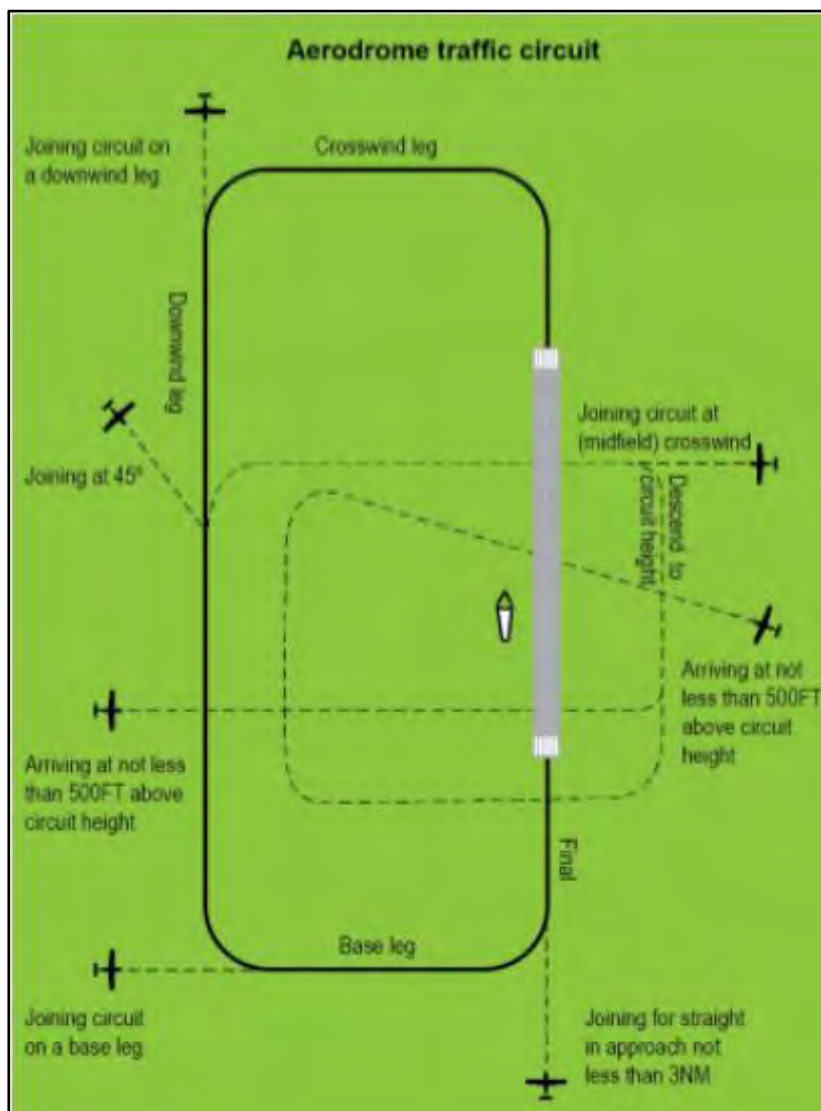 Aerodrome traffic circuit
Joining circuit on
a downwind leg
Crosswind leg
Downwind leg
Joining circuit at
(midfield) crosswind
Joining at 45°
Descend to
circuit height
Arriving at not
less than 500FT
above circuit
height
Arriving at not less
than 500FT above
circuit height
Final
Base leg
Joining circuit
on a base leg
Joining for straight
in approach not
less than 3NM